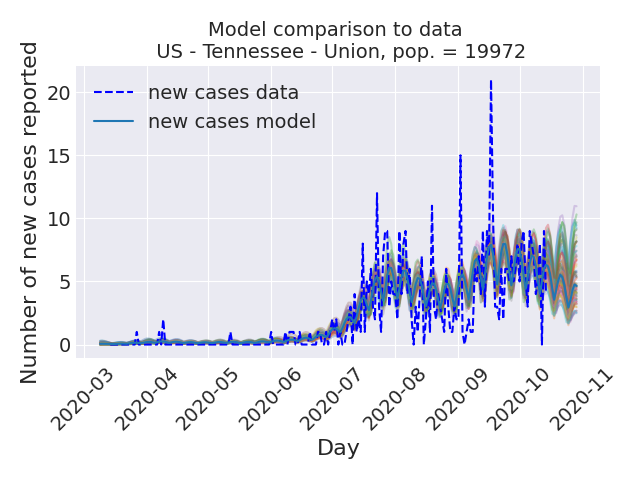 Model comparison to data
US - Tennessee - Union, pop. = 19972
Number of new cases reported
20
15
10
5
0
new cases data
new cases model
2020-03
2020-04
2020-05
2020-06
2020-07
2020-08
2020-09
2020-10
2020-11
Day